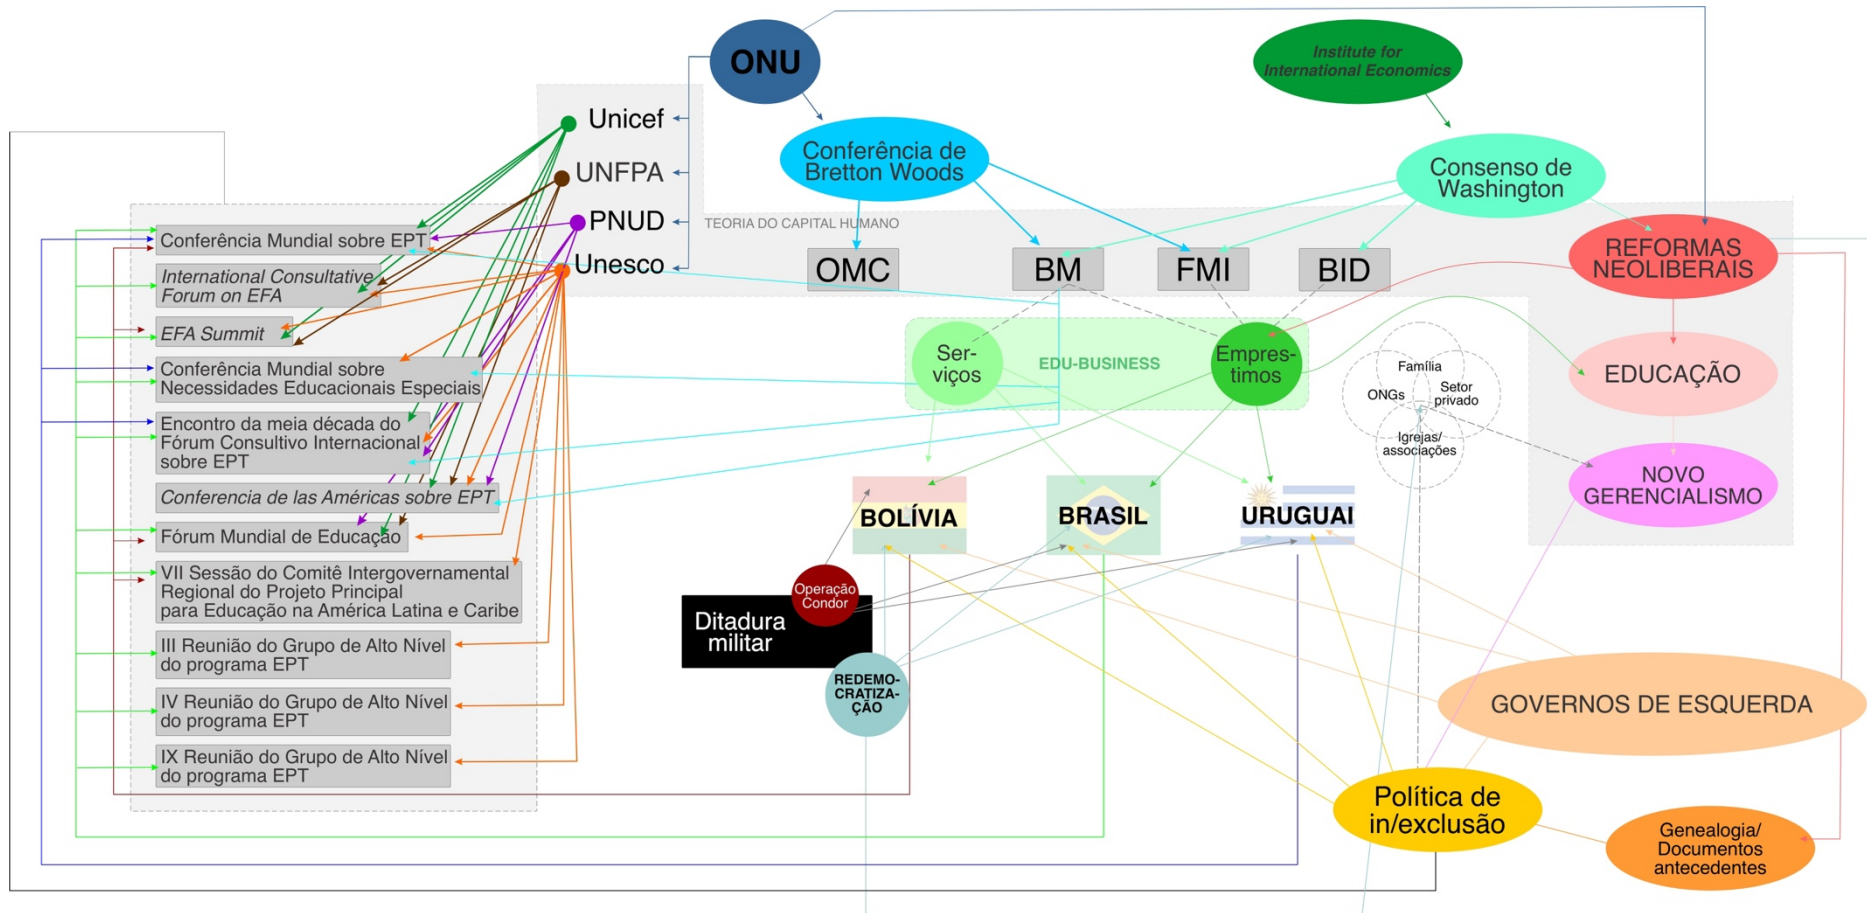 ONU
Institute for
International Economics
Unicef
Conferência de
Bretton Woods
Consenso de
Washington
UNFPA
PNUD
TEORIA DO CAPITAL HUMANO
Unesco
OMC
BM
FMI
BID
REFORMAS
NEOLIBERAIS
Conferência Mundial sobre EPT
International Consultative
Forum on EFA
EFA Summit
Conferência Mundial sobre
Necessidades Educacionais Especiais
Encontro da meia década do
Fórum Consultivo Internacional
sobre EPT
Conferencia de las Américas sobre EPT
Fórum Mundial de Educação
VII Sessão do Comitê Intergovernamental
Regional do Projeto Principal
para Educação na América Latina e Caribe
III Reunião do Grupo de Alto Nível
do programa EPT
IV Reunião do Grupo de Alto Nível
do programa EPT
IX Reunião do Grupo de Alto Nível
do programa EPT
Ser-
viços
EDU-BUSINESS
Empres-
timos
Família
ONGs
Setor
privado
Igrejas/
associações
EDUCAÇÃO
NOVO
GERENCIALISMO
BOLÍVIA
BRASIL
URUGUAI
Operação
Condor
Ditadura
militar
REDEMO-
CRATIZA-
ÇÃO
GOVERNOS DE ESQUERDA
Política de
in/exclusão
Genealogia/
Documentos
antecedentes